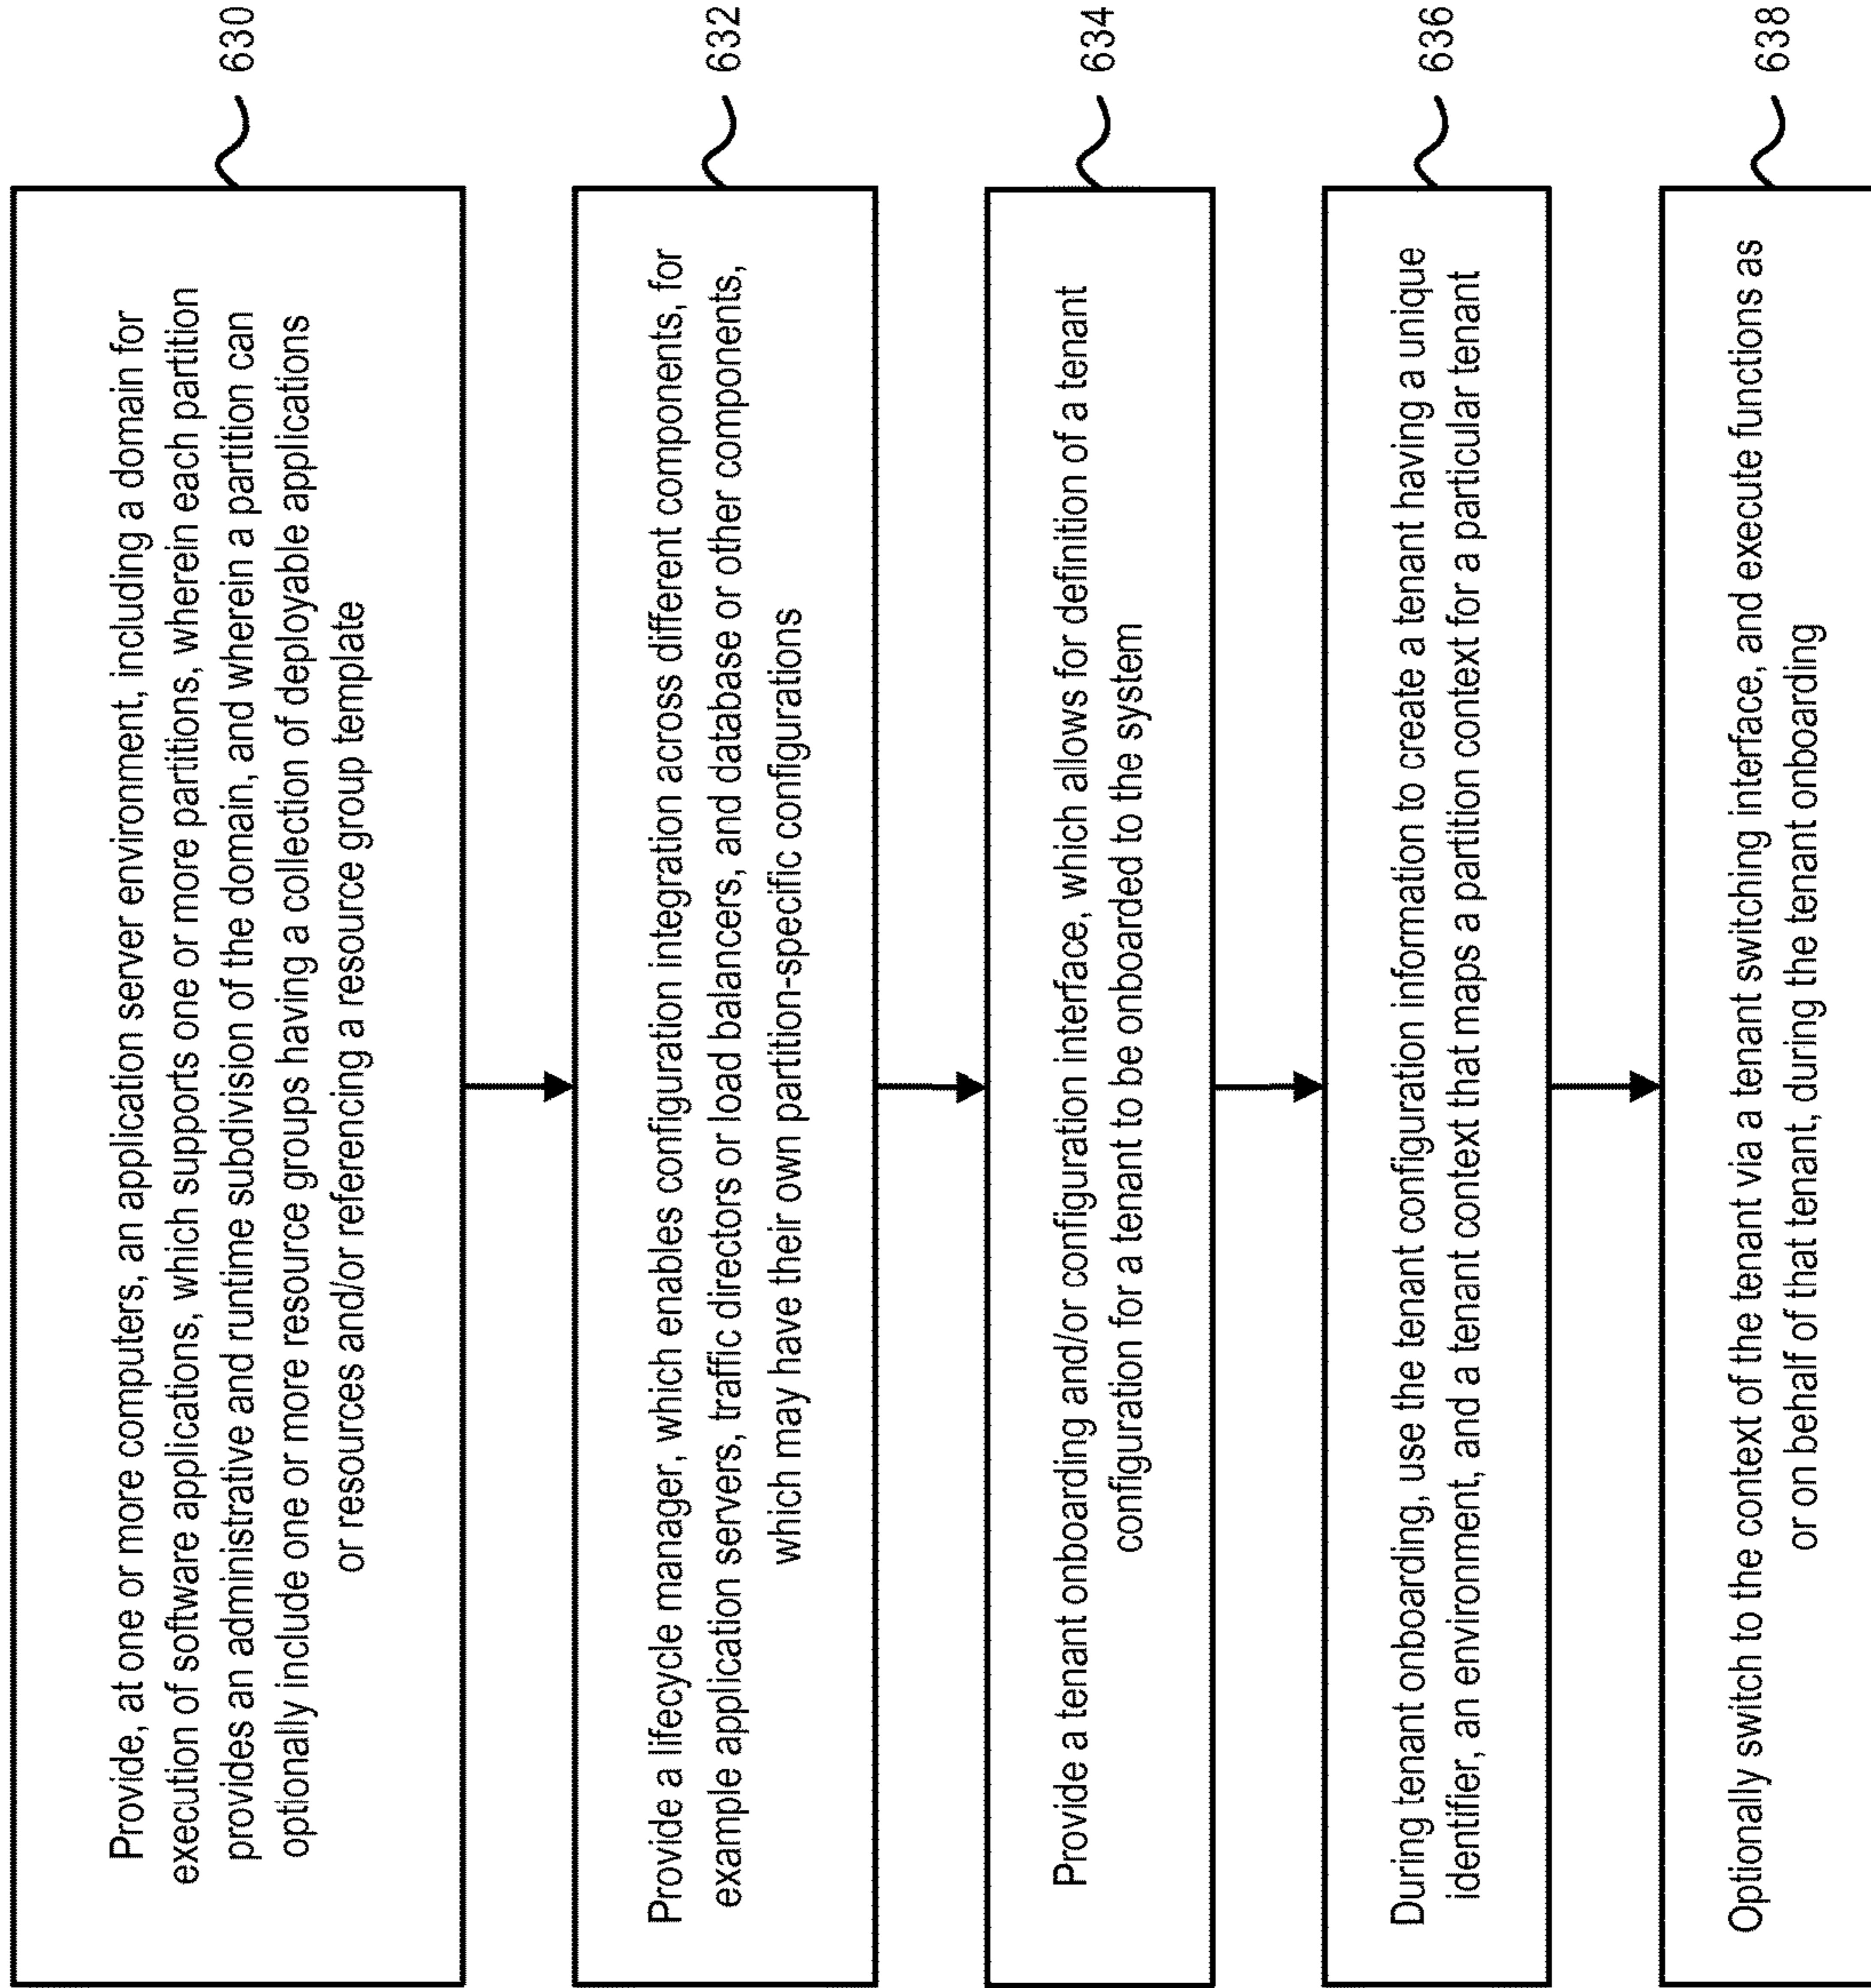 Provide, at one or more computers, an application server environment, including a domain for
execution of software applications, which supports one or more partitions, wherein each partition
provides an administrative and runtime subdivision of the domain, and wherein a partition can
optionally include one or more resource groups having a collection of deployable applications
or resources and/or referencing a resource group template
630
Provide a lifecycle manager, which enables configuration integration across different components, for
example application servers, traffic directors or load balancers, and database or other components,
which may have their own partition-specific configurations
632
Provide a tenant onboarding and/or configuration interface, which allows for definition of a tenant
configuration for a tenant to be onboarded to the system
634
During tenant onboarding, use the tenant configuration information to create a tenant having a unique
identifier, an environment, and a tenant context that maps a partition context for a particular tenant
636
Optionally switch to the context of the tenant via a tenant switching interface, and execute functions as
or on behalf of that tenant, during the tenant onboarding
638